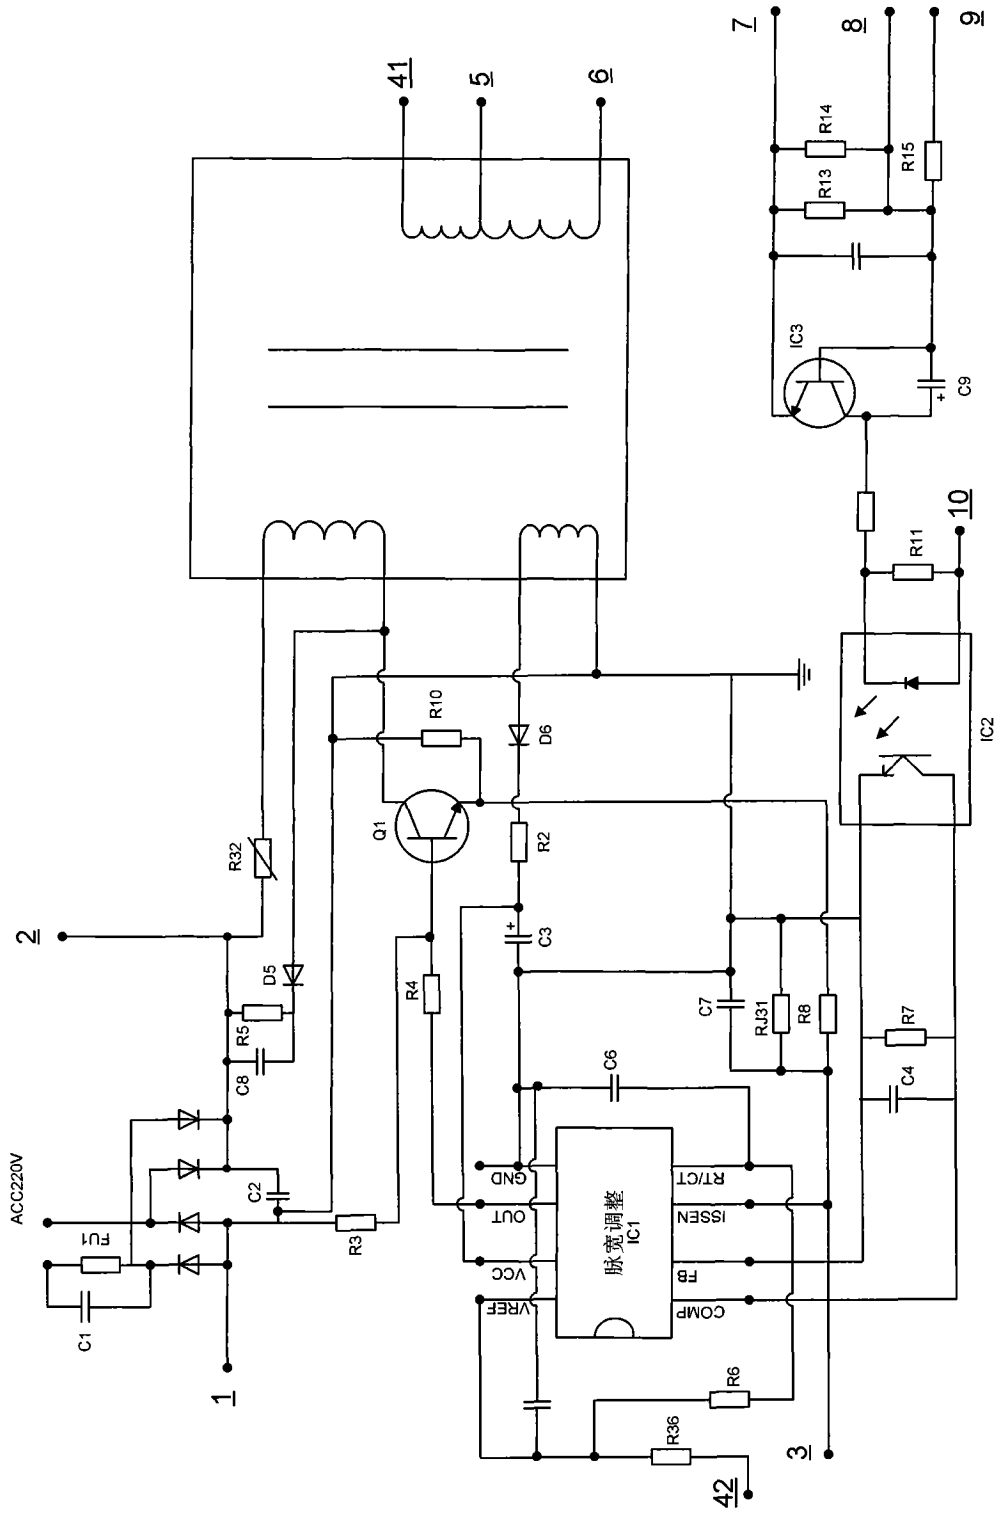 ACC220V
FU1
C1
1
2
R5
C8
D5
R32
C2
R3
Q1
R4
R10
D6
R2
C3
41
5
6
C7
RJ31
R8
C6
GND
OUT
VCC
VREF
RT/CT
ISSEN
FB
COMP
脉宽调整
IC1
R7
C4
R6
R36
42
3
IC2
R11
10
IC3
C9
R13
R14
R15
7
8
9